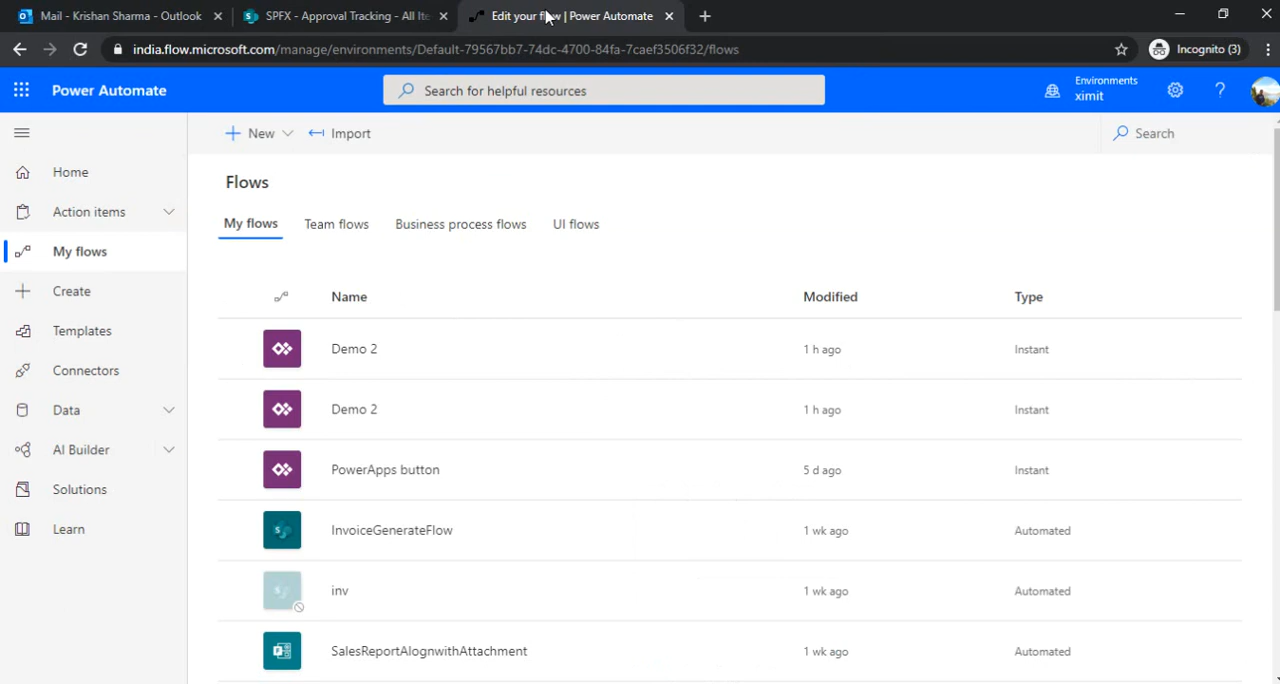 Mail - Krishan Sharma - Outlook
SPFX - Approval Tracking - All Ite
Edit your flow | Power Automate
india.flow.microsoft.com/manage/environments/Default-79567bb7-74dc-4700-84fa-7caef3506f32/flows
Incognito (3)
Power Automate
Search for helpful resources
Environments
ximit
?
New
Import
Search
Home
Action items
My flows
Create
Templates
Connectors
Data
AI Builder
Solutions
Learn
Flows
My flows
Team flows
Business process flows
UI flows
Name
Modified
Type
Demo 2
1 h ago
Instant
Demo 2
1 h ago
Instant
PowerApps button
5 d ago
Instant
InvoiceGenerateFlow
1 wk ago
Automated
inv
1 wk ago
Automated
SalesReportAlognwithAttachment
1 wk ago
Automated